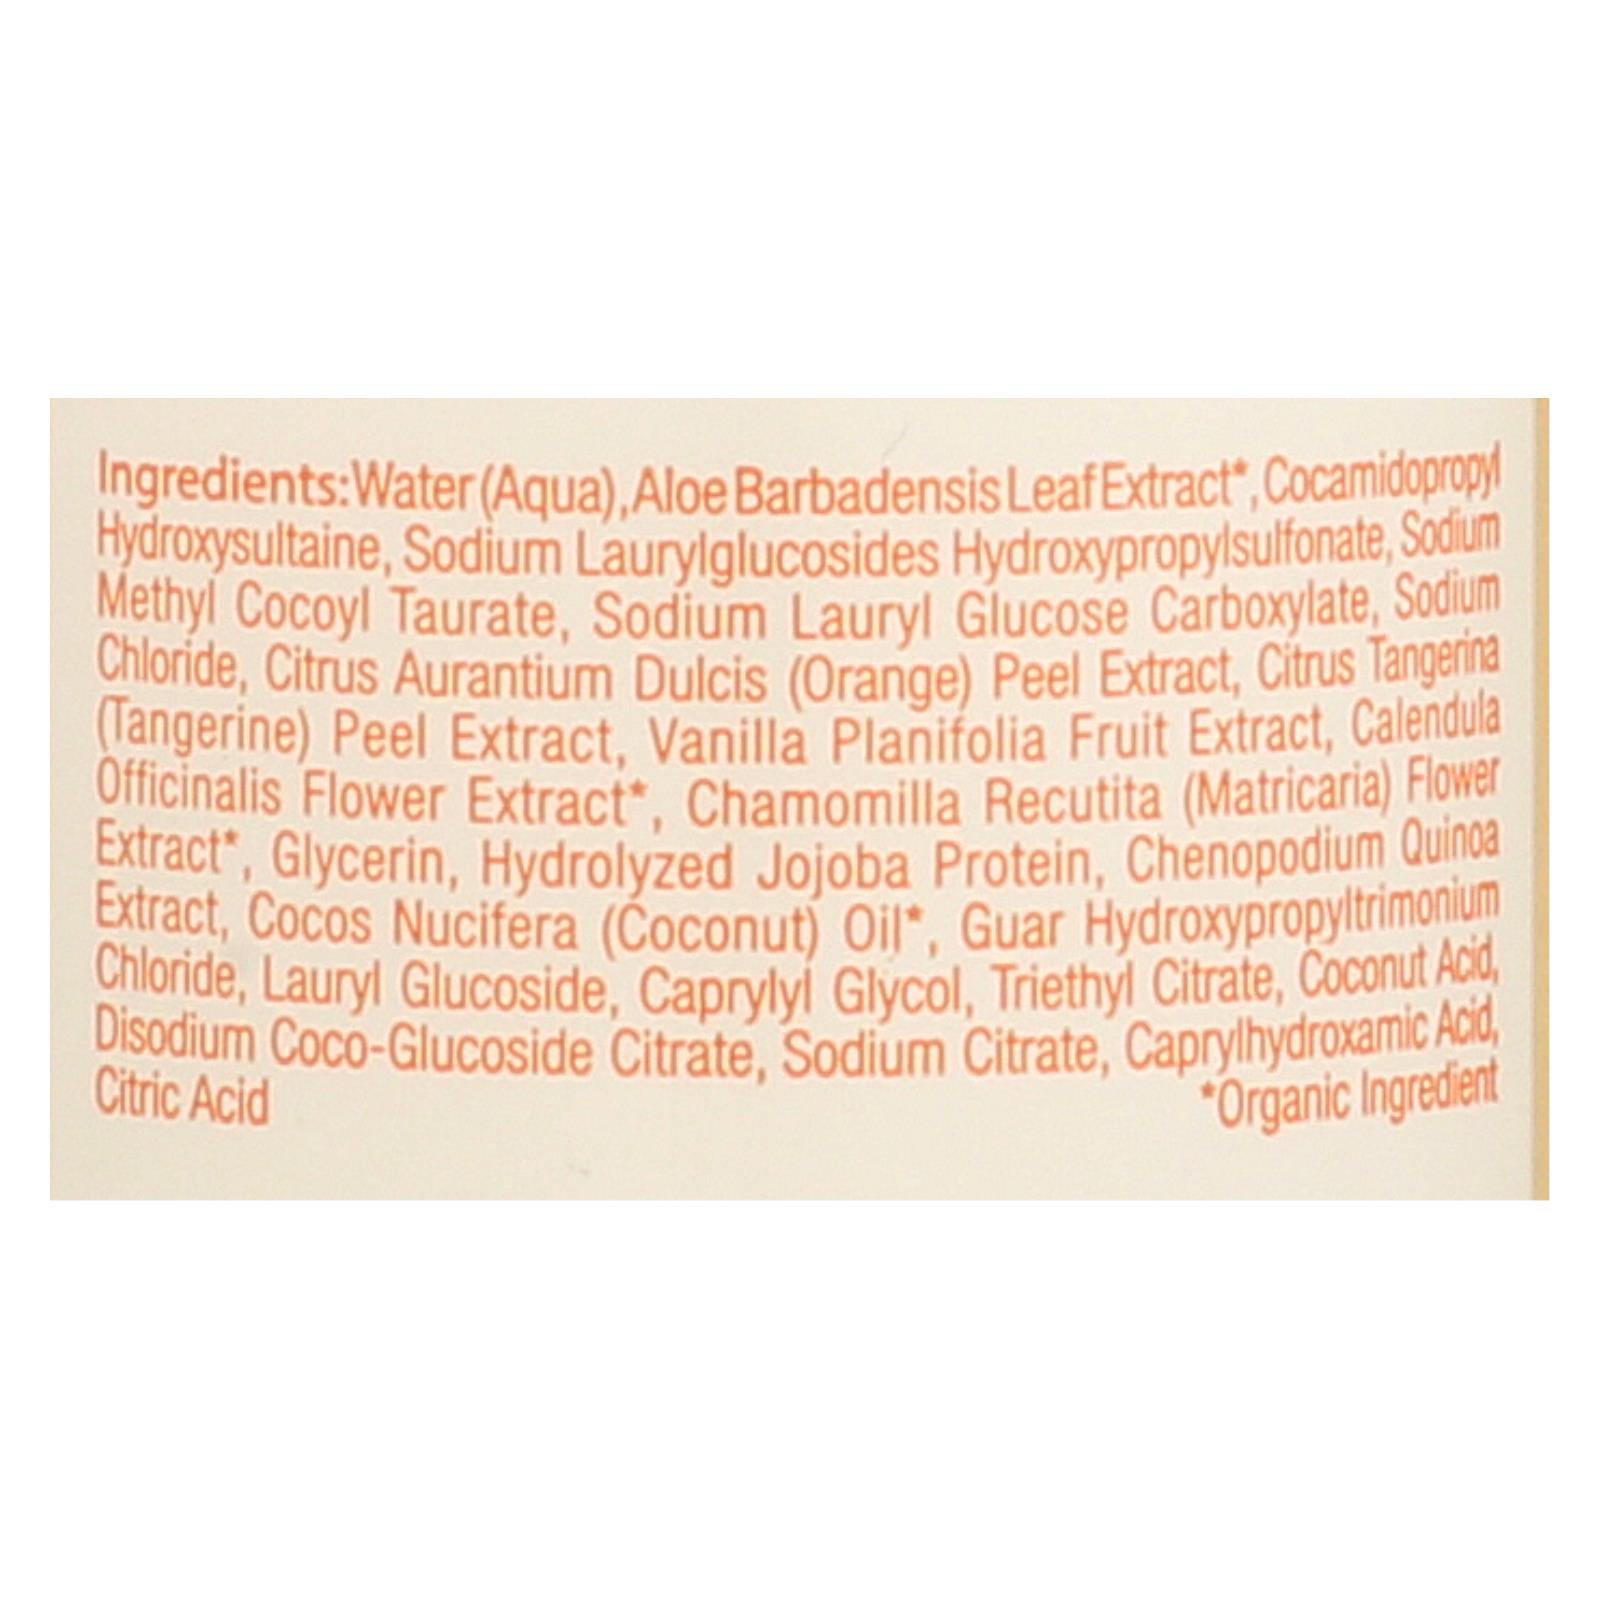 Ingredients: Water (Aqua), Aloe Barbadensis Leaf Extract*, Cocamidopropyl
Hydroxysultaine, Sodium Laurylglucosides Hydroxypropylsulfonate, Sodium
Methyl Cocoyl Taurate, Sodium Lauryl Glucose Carboxylate, Sodium
Chloride, Citrus Aurantium Dulcis (Orange) Peel Extract, Citrus Tangerina
(Tangerine) Peel Extract, Vanilla Planifolia Fruit Extract, Calendula
Officinalis Flower Extract*, Chamomilla Recutita (Matricaria) Flower
Extract*, Glycerin, Hydrolyzed Jojoba Protein, Chenopodium Quinoa
Extract, Cocos Nucifera (Coconut) Oil*, Guar Hydroxypropyltrimonium
Chloride, Lauryl Glucoside, Caprylyl Glycol, Triethyl Citrate, Coconut Acid,
Disodium Coco-Glucoside Citrate, Sodium Citrate, Caprylhydroxamic Acid,
Citric Acid *Organic Ingredient